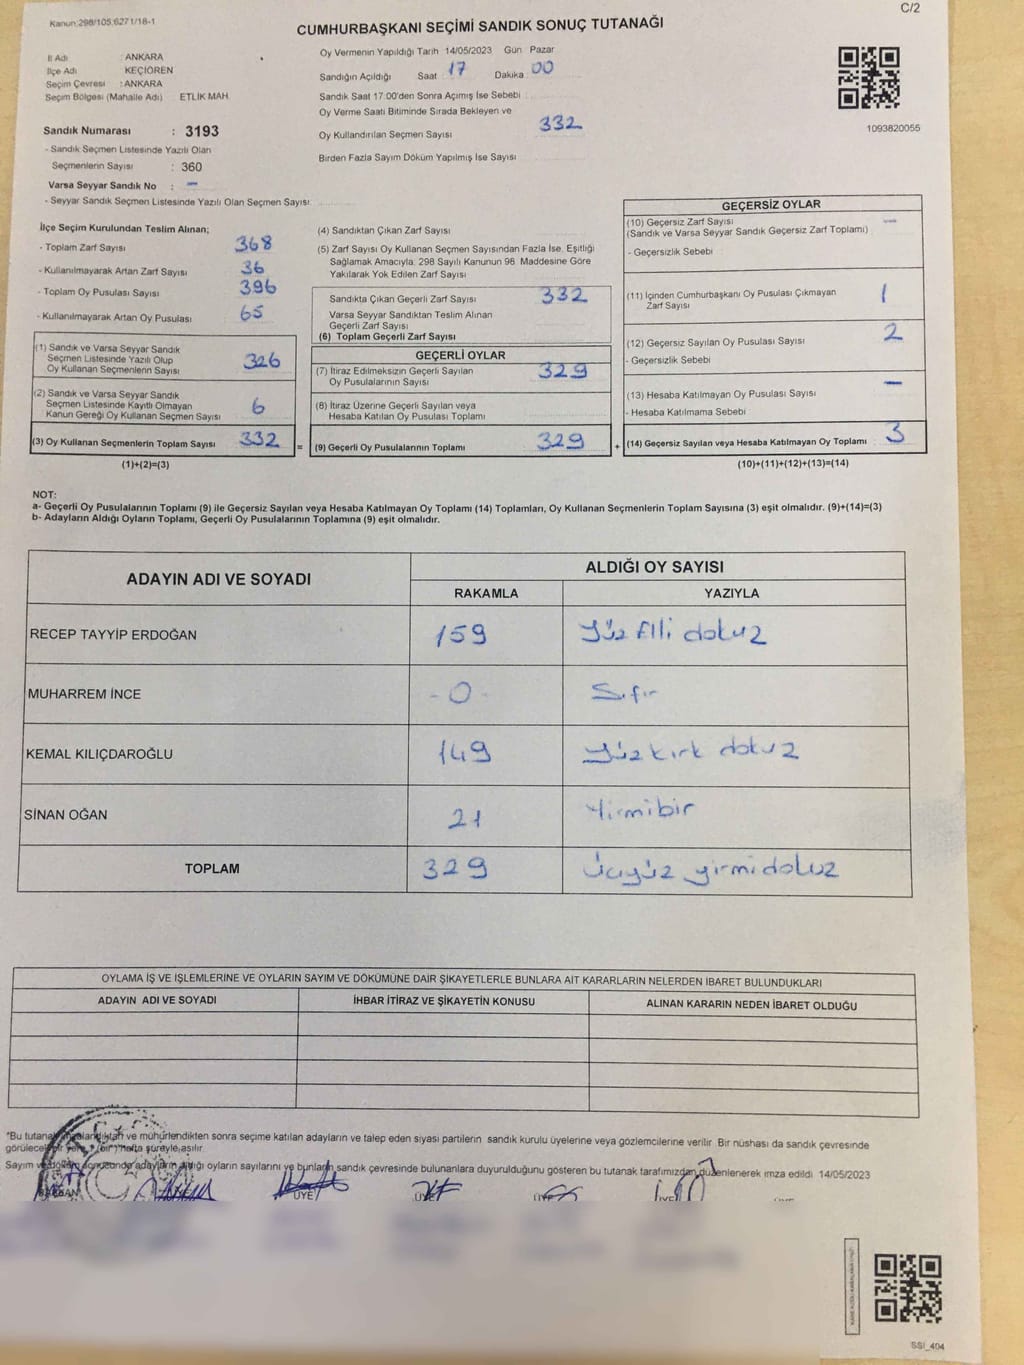 Kanun:298/105.6271/18-1
C/2
CUMHURBAŞKANI SEÇİMİ SANDIK SONUÇ TUTANAĞI
İl Adı : ANKARA
İlçe Adı KEÇİÖREN
Seçim Çevresi : ANKARA
Seçim Bölgesi (Mahalle Adı) ETLİK MAH.
Sandık Numarası : 3193
- Sandık Seçmen Listesinde Yazılı Olan
Seçmenlerin Sayısı : 360
Varsa Seyyar Sandık No : -
- Seyyar Sandık Seçmen Listesinde Yazılı Olan Seçmen Sayısı
Oy Vermenin Yapıldığı Tarih 14/05/2023 Gün Pazar
Sandığın Açıldığı Saat 17 Dakika 00
Sandık Saat 17.00'den Sonra Açımış İse Sebebi
Oy Verme Saati Bitiminde Sırada Bekleyen ve
Oy Kullandırılan Seçmen Sayısı 332
Birden Fazla Sayım Döküm Yapılmış İse Sayısı
1093820055
İlçe Seçim Kurulundan Teslim Alınan;
- Toplam Zarf Sayısı 368
- Kullanılmayarak Artan Zarf Sayısı 36
- Toplam Oy Pusulası Sayısı 396
- Kullanılmayarak Artan Oy Pusulası 65
(1) Sandık ve Varsa Seyyar Sandık
Seçmen Listesinde Yazılı Olup
Oy Kullanan Seçmenlerin Sayısı 326
(2) Sandık ve Varsa Seyyar Sandık
Seçmen Listesinde Kayıtlı Olmayan
Kanun Gereği Oy Kullanan Seçmen Sayısı 6
(3) Oy Kullanan Seçmenlerin Toplam Sayısı 332 =
(1)+(2)=(3)
(4) Sandıktan Çıkan Zarf Sayısı
(5) Zarf Sayısı Oy Kullanan Seçmen Sayısından Fazla İse, Eşitliği
Sağlamak Amacıyla: 298 Sayılı Kanunun 98. Maddesine Göre
Yakılarak Yok Edilen Zarf Sayısı
Sandıkta Çıkan Geçerli Zarf Sayısı 332
Varsa Seyyar Sandıktan Teslim Alınan
Geçerli Zarf Sayısı
(6) Toplam Geçerli Zarf Sayısı
GEÇERLİ OYLAR
(7) İtiraz Edilmeksizin Geçerli Sayılan
Oy Pusulalarının Sayısı 329
(8) İtiraz Üzerine Geçerli Sayılan veya
Hesaba Katılan Oy Pusulası Toplamı
(9) Geçerli Oy Pusulalarının Toplamı 329 +
GEÇERSİZ OYLAR
(10) Geçersiz Zarf Sayısı -
(Sandık ve Varsa Seyyar Sandık Geçersiz Zarf Toplamı)
- Geçersizlik Sebebi
(11) İçinden Cumhurbaşkanı Oy Pusulası Çıkmayan
Zarf Sayısı 1
(12) Geçersiz Sayılan Oy Pusulası Sayısı 2
- Geçersizlik Sebebi
(13) Hesaba Katılmayan Oy Pusulası Sayısı -
- Hesaba Katılmama Sebebi
(14) Geçersiz Sayılan veya Hesaba Katılmayan Oy Toplamı 3
(10)+(11)+(12)+(13)=(14)
NOT:
a- Geçerli Oy Pusulalarının Toplamı (9) ile Geçersiz Sayılan veya Hesaba Katılmayan Oy Toplamı (14) Toplamları, Oy Kullanan Seçmenlerin Toplam Sayısına (3) eşit olmalıdır. (9)+(14)=(3)
b- Adayların Aldığı Oyların Toplamı, Geçerli Oy Pusulalarının Toplamına (9) eşit olmalıdır.
ADAYIN ADI VE SOYADI ALDIĞI OY SAYISI
RAKAMLA YAZIYLA
RECEP TAYYİP ERDOĞAN 159 Yüz Elli dokuz
MUHARREM İNCE -0- Sıfır
KEMAL KILIÇDAROĞLU 149 Yüz kırk dokuz
SİNAN OĞAN 21 Yirmibir
TOPLAM 329 Üçyüz yirmidokuz
OYLAMA İŞ VE İŞLEMLERİNE VE OYLARIN SAYIM VE DÖKÜMÜNE DAİR ŞİKAYETLERLE BUNLARA AİT KARARLARIN NELERDEN İBARET BULUNDUKLARI
ADAYIN ADI VE SOYADI İHBAR İTİRAZ VE ŞİKAYETİN KONUSU ALINAN KARARIN NEDEN İBARET OLDUĞU
"Bu tutanak ve mühürlendikten sonra seçime katılan adayların ve talep eden siyasi partilerin sandık kurulu üyelerine veya gözlemcilerine verilir. Bir nüshası da sandık çevresinde
görülecek bir yere, (bir) hafta süreyle asılır.
Sayım ve döküm sonucunda adayların aldığı oyların sayılarını ve bunların sandık çevresinde bulunanlara duyurulduğunu gösteren bu tutanak tarafımızdan düzenlenerek imza edildi 14/05/2023
BAŞKAN ÜYE ÜYE ÜYE ÜYE
SSI_404